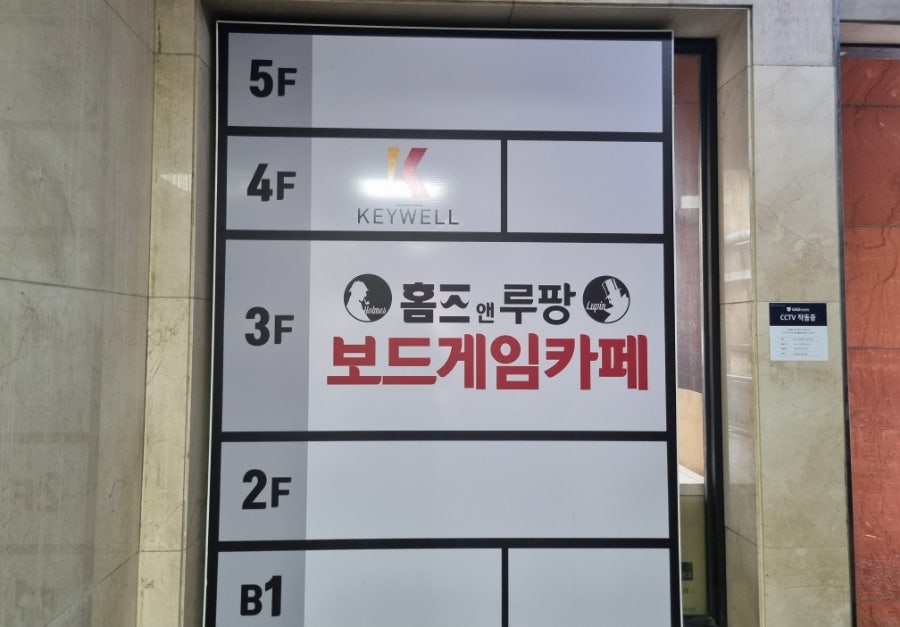 5F
4F
KEYWELL
3F
Holmes 홈즈 앤 루팡 Lupin
보드게임카페
2F
B1
CCTV 작동중